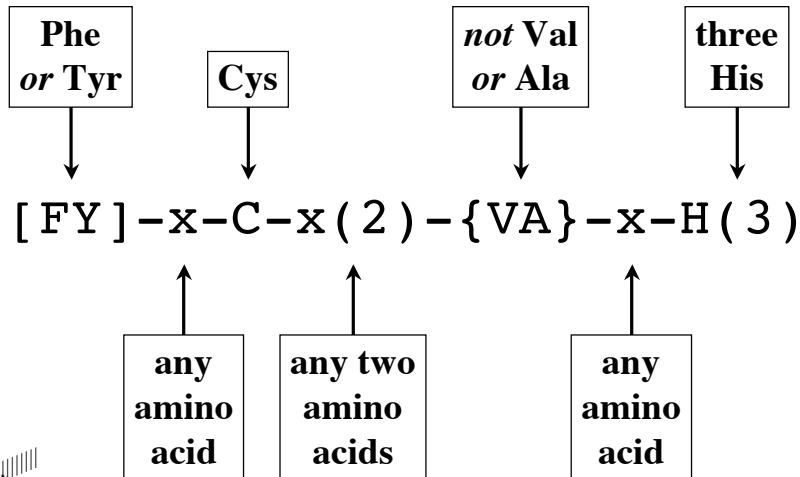 Phe
or Tyr
Cys
not Val
or Ala
three
His
[FY]-x-C-x(2)-{VA}-x-H(3)
any
amino
acid
any two
amino
acids
any
amino
acid